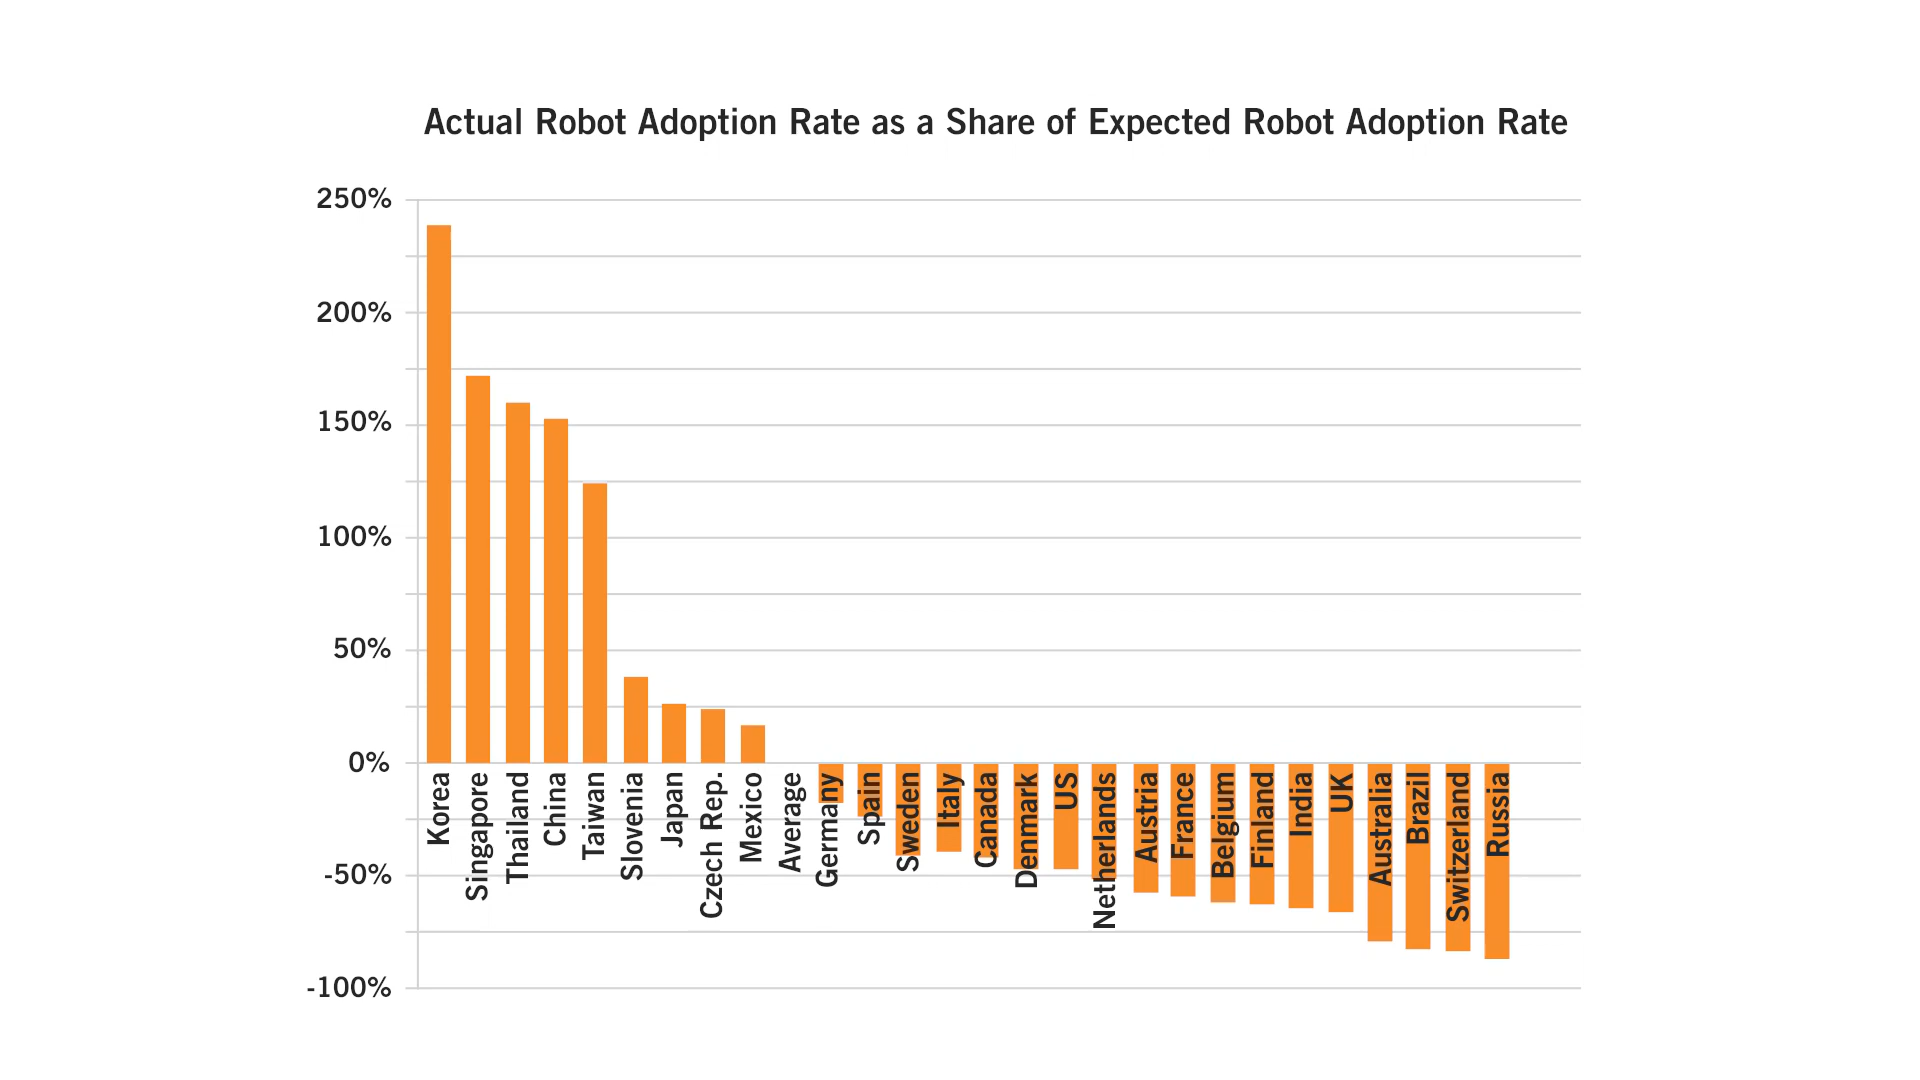 Actual Robot Adoption Rate as a Share of Expected Robot Adoption Rate
250%
200%
150%
100%
50%
0%
-50%
-100%
Korea
Singapore
Thailand
China
Taiwan
Slovenia
Japan
Czech Rep.
Mexico
Average
Germany
Spain
Sweden
Italy
Canada
Denmark
US
Netherlands
Austria
France
Belgium
Finland
India
UK
Australia
Brazil
Switzerland
Russia